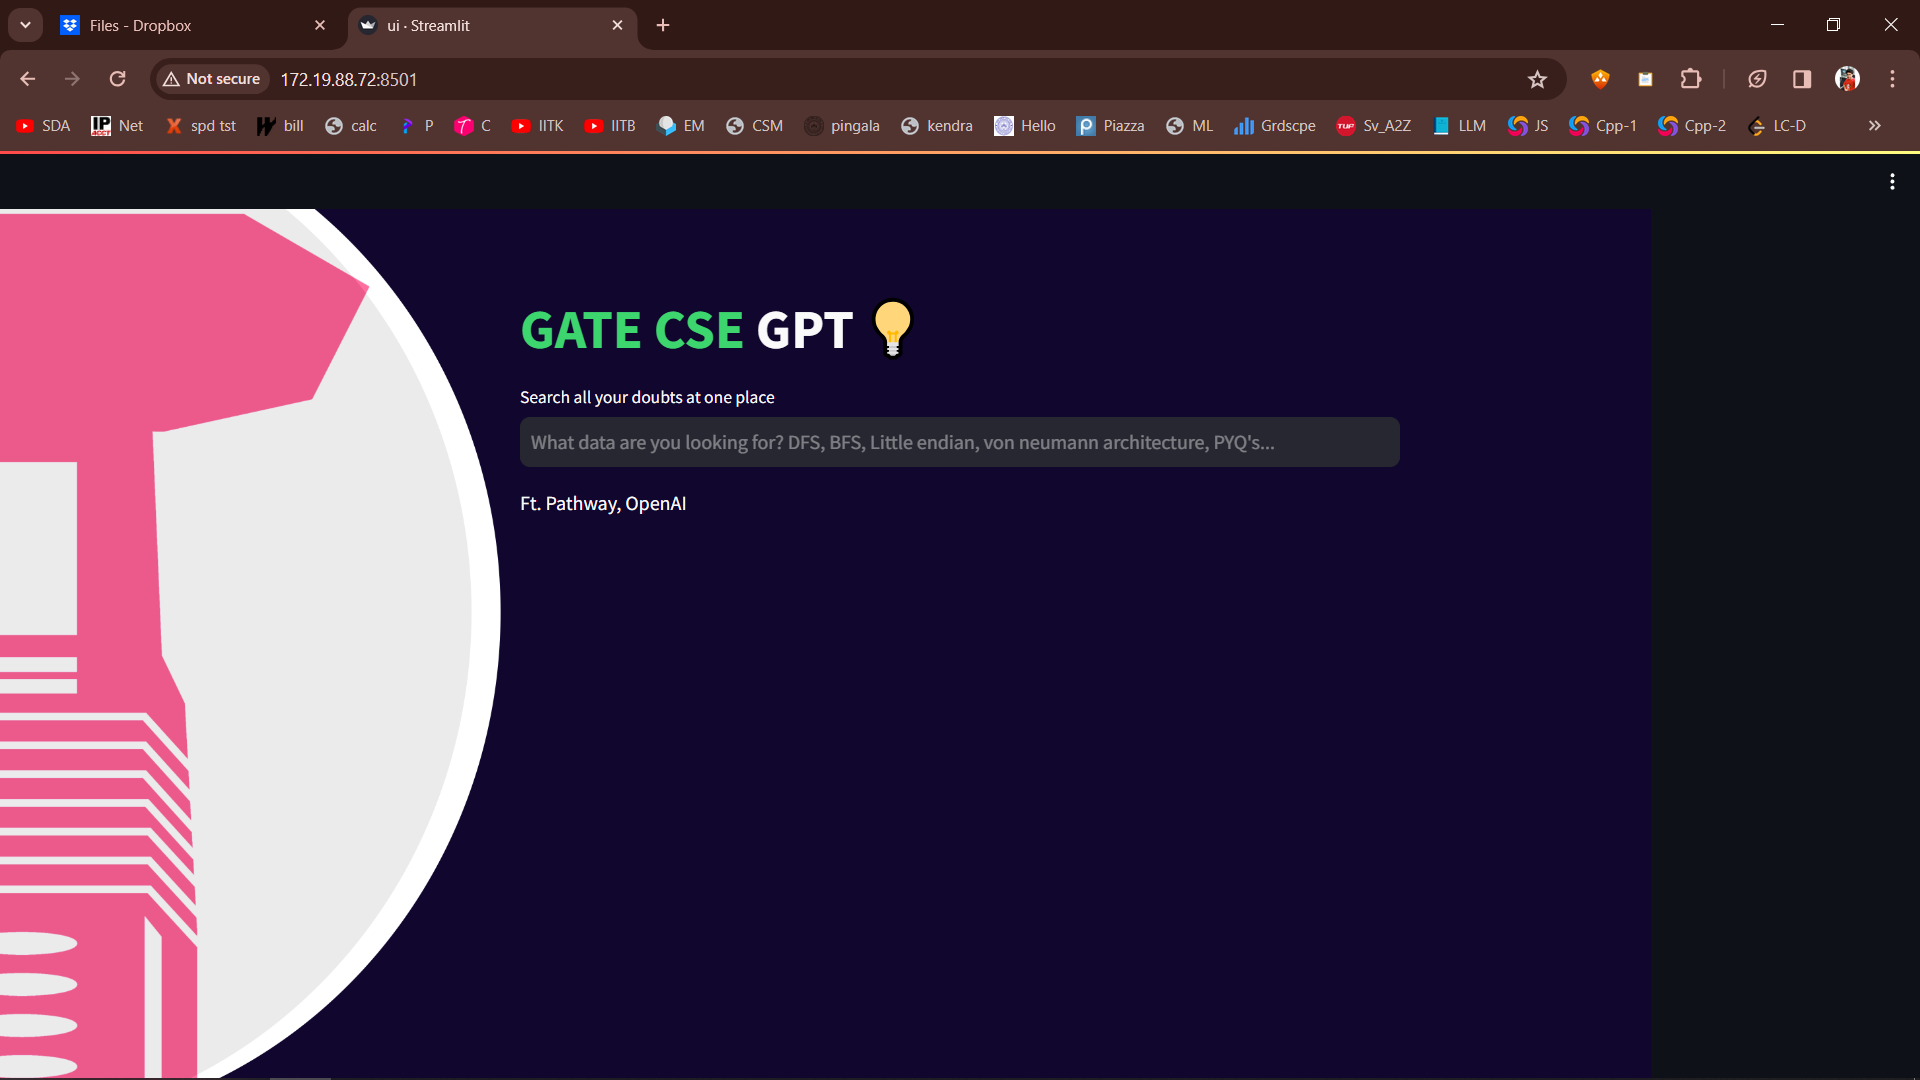 Files - Dropbox
ui · Streamlit
Not secure
172.19.88.72:8501
SDA
Net
spd tst
bill
calc
P
C
IITK
IITB
EM
CSM
pingala
kendra
Hello
Piazza
ML
Grdscpe
Sv_A2Z
LLM
JS
Cpp-1
Cpp-2
LC-D
GATE CSE GPT
Search all your doubts at one place
What data are you looking for? DFS, BFS, Little endian, von neumann architecture, PYQ's...
Ft. Pathway, OpenAI